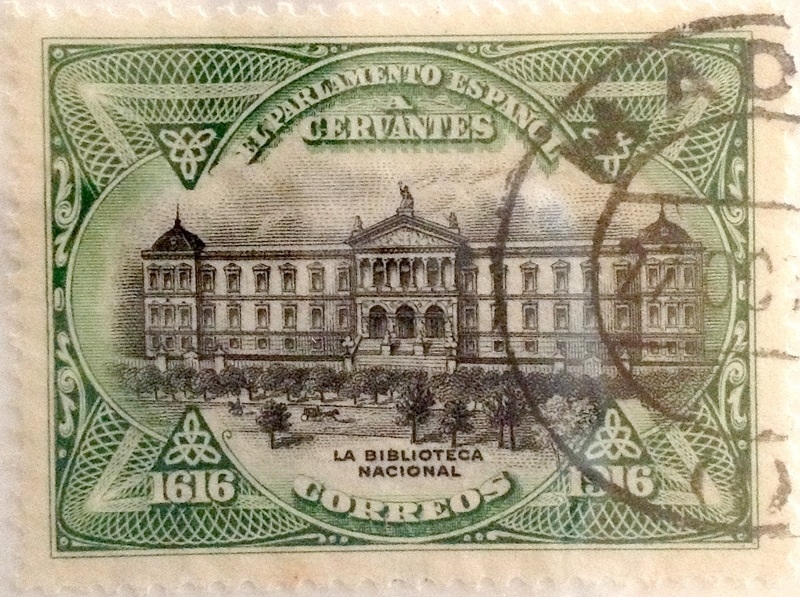 EL PARLAMENTO ESPAÑOL
A
CERVANTES
LA BIBLIOTECA
NACIONAL
1616
CORREOS
1916